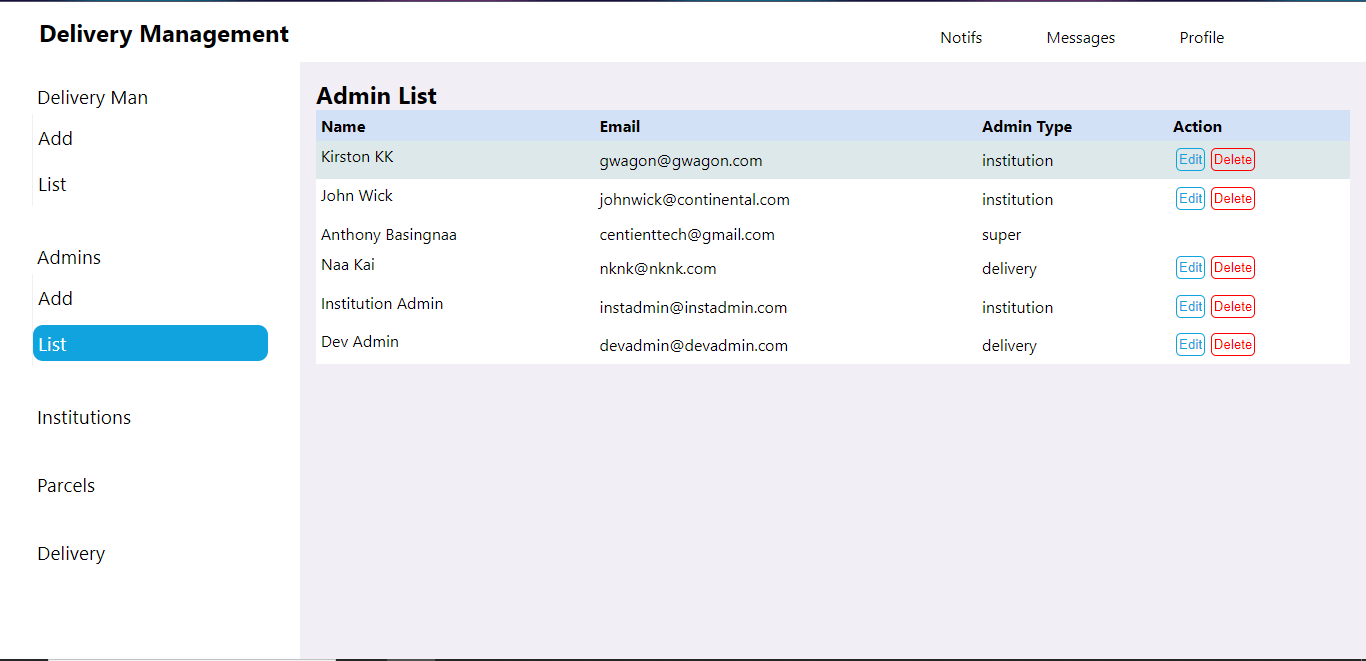 Delivery Management
Notifs Messages Profile
Delivery Man
Add
List
Admins
Add
List
Institutions
Parcels
Delivery
Admin List
Name Email Admin Type Action
Kirston KK gwagon@gwagon.com institution Edit Delete
John Wick johnwick@continental.com institution Edit Delete
Anthony Basingnaa centienttech@gmail.com super
Naa Kai nknk@nknk.com delivery Edit Delete
Institution Admin instadmin@instadmin.com institution Edit Delete
Dev Admin devadmin@devadmin.com delivery Edit Delete